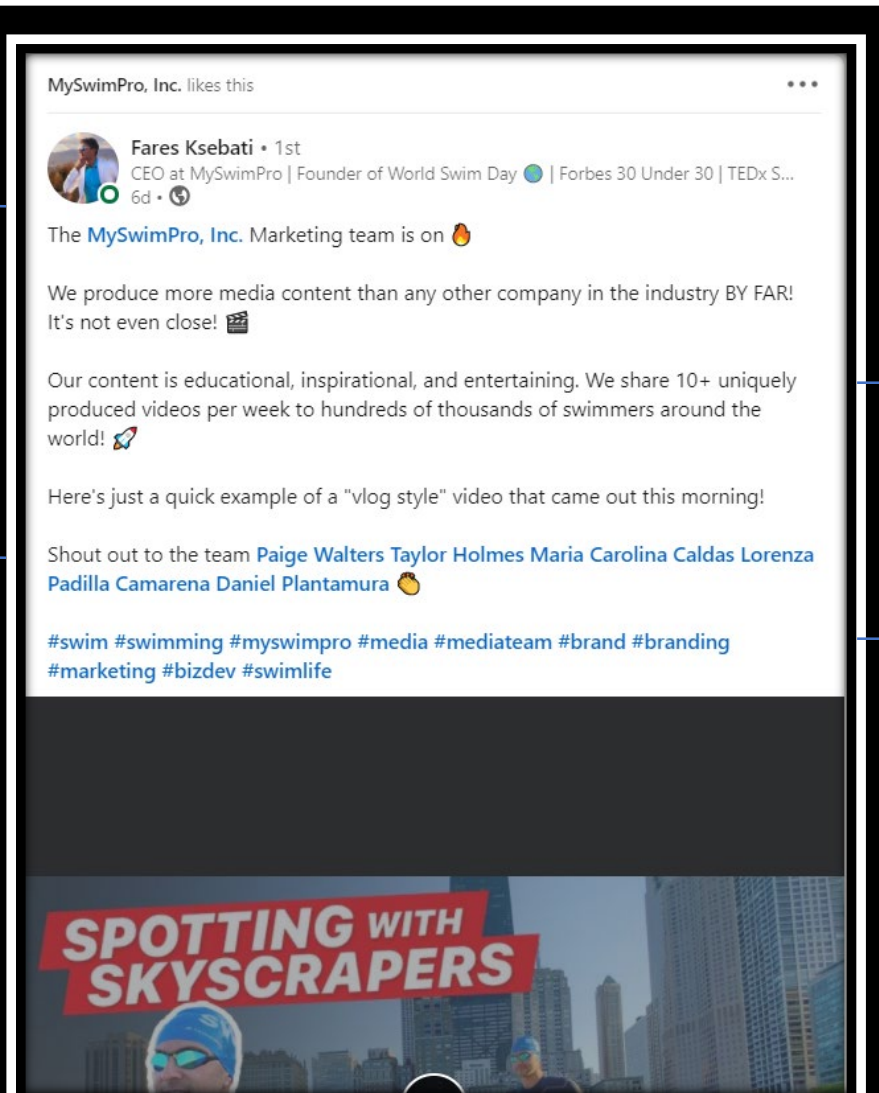 MySwimPro, Inc. likes this
Fares Ksebati • 1st
CEO at MySwimPro | Founder of World Swim Day 🌎 | Forbes 30 Under 30 | TEDx S...
6d •
The MySwimPro, Inc. Marketing team is on 🔥
We produce more media content than any other company in the industry BY FAR!
It's not even close! 🎬
Our content is educational, inspirational, and entertaining. We share 10+ uniquely
produced videos per week to hundreds of thousands of swimmers around the
world! 🚀
Here's just a quick example of a "vlog style" video that came out this morning!
Shout out to the team Paige Walters Taylor Holmes Maria Carolina Caldas Lorenza
Padilla Camarena Daniel Plantamura 👏
#swim #swimming #myswimpro #media #mediateam #brand #branding
#marketing #bizdev #swimlife
SPOTTING WITH
SKYSCRAPERS